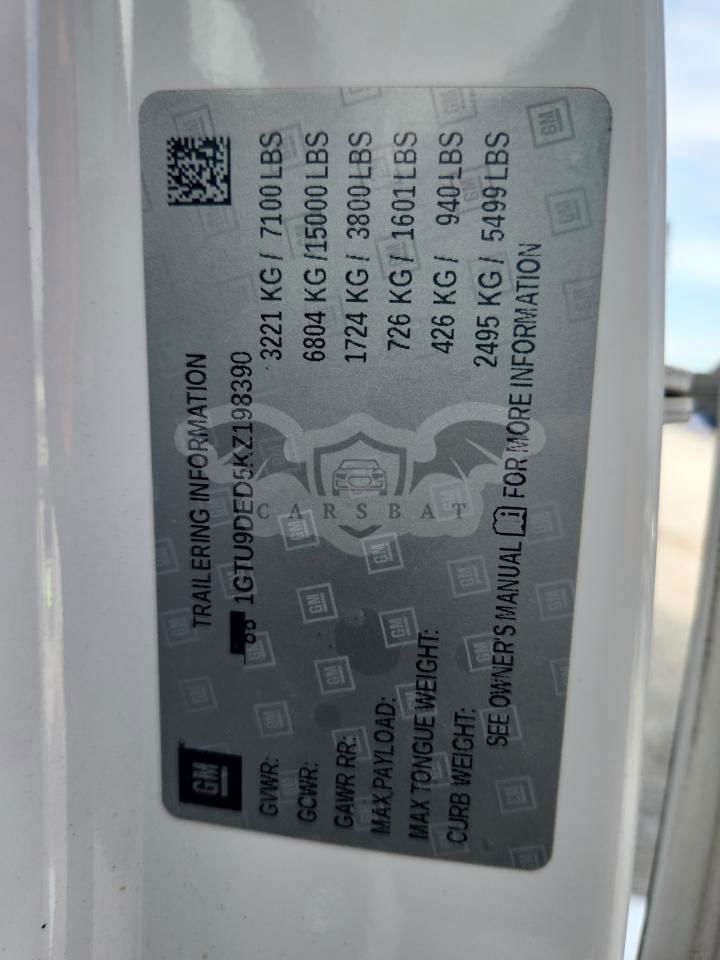 GM
TRAILERING INFORMATION
1GTU9DED5KZ198390
GVWR: 3221 KG / 7100 LBS
GCWR: 6804 KG /15000 LBS
GAWR RR: 1724 KG / 3800 LBS
MAX PAYLOAD: 726 KG / 1601 LBS
MAX TONGUE WEIGHT: 426 KG / 940 LBS
CURB WEIGHT: 2495 KG / 5499 LBS
SEE OWNER'S MANUAL FOR MORE INFORMATION
CARSBAT